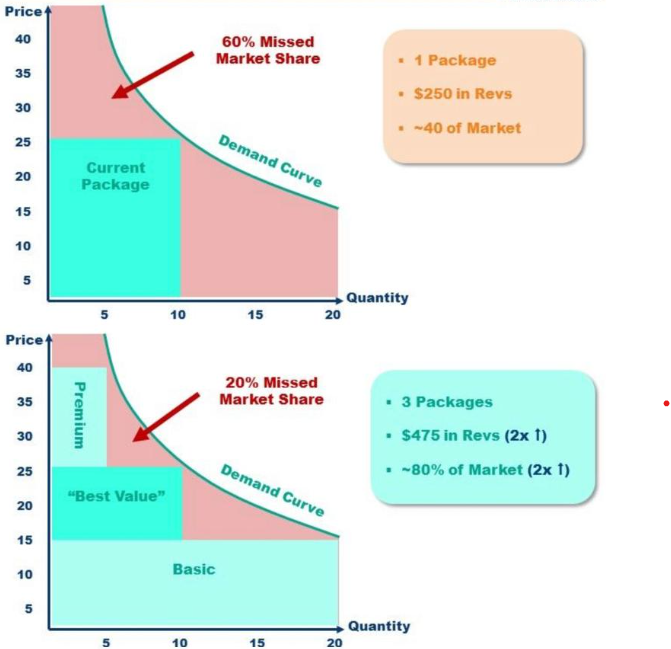 Price
40
35
30
25
20
15
10
5
60% Missed
Market Share
Current
Package
Demand Curve
5
10
15
20
Quantity
▪ 1 Package
▪ $250 in Revs
▪ ~40 of Market
Price
40
35
30
25
20
15
10
5
20% Missed
Market Share
Premium
"Best Value"
Demand Curve
Basic
5
10
15
20
Quantity
▪ 3 Packages
▪ $475 in Revs (2x ↑)
▪ ~80% of Market (2x ↑)